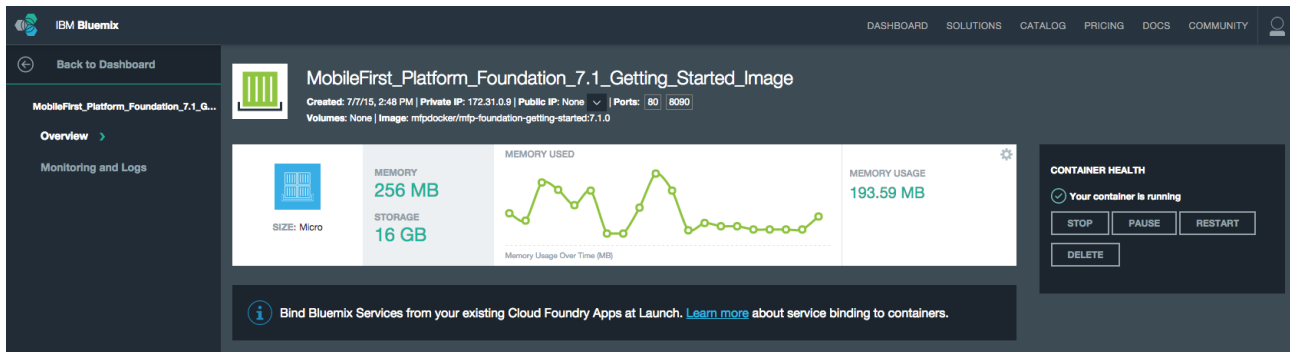 IBM Bluemix
DASHBOARD SOLUTIONS CATALOG PRICING DOCS COMMUNITY
Back to Dashboard
MobileFirst_Platform_Foundation_7.1_G...
Overview
Monitoring and Logs
MobileFirst_Platform_Foundation_7.1_Getting_Started_Image
Created: 7/7/15, 2:48 PM | Private IP: 172.31.0.9 | Public IP: None | Ports: 80 8090
Volumes: None | Image: mfpdocker/mfp-foundation-getting-started:7.1.0
SIZE: Micro
MEMORY
256 MB
STORAGE
16 GB
MEMORY USED
Memory Usage Over Time (MB)
MEMORY USAGE
193.59 MB
CONTAINER HEALTH
Your container is running
STOP PAUSE RESTART
DELETE
Bind Bluemix Services from your existing Cloud Foundry Apps at Launch. Learn more about service binding to containers.